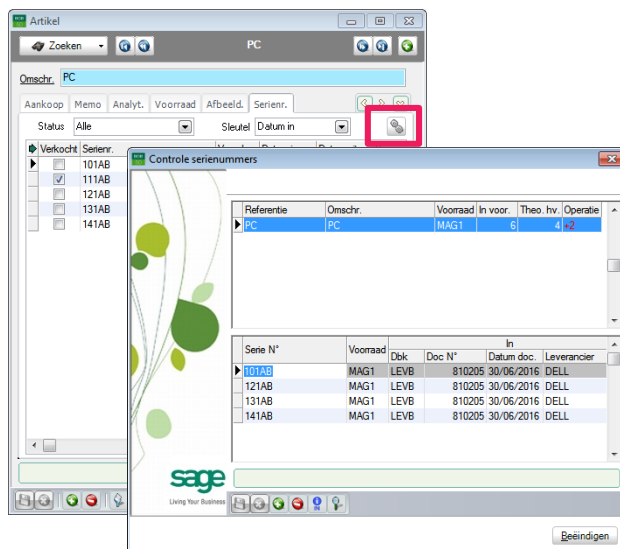 Artikel
Zoeken PC
Omschr. PC
Aankoop Memo Analyt. Voorraad Afbeeld. Serienr.
Status Alle Sleutel Datum in
Verkocht Serienr.
101AB
111AB
121AB
131AB
141AB
Controle serienummers
Referentie Omschr. Voorraad In voor. Theo. hv. Operatie
PC PC MAG1 6 4 +2
In
Serie N° Voorraad Dbk Doc N° Datum doc. Leverancier
101AB MAG1 LEVB 810205 30/06/2016 DELL
121AB MAG1 LEVB 810205 30/06/2016 DELL
131AB MAG1 LEVB 810205 30/06/2016 DELL
141AB MAG1 LEVB 810205 30/06/2016 DELL
sage
Living Your Business
Beëindigen